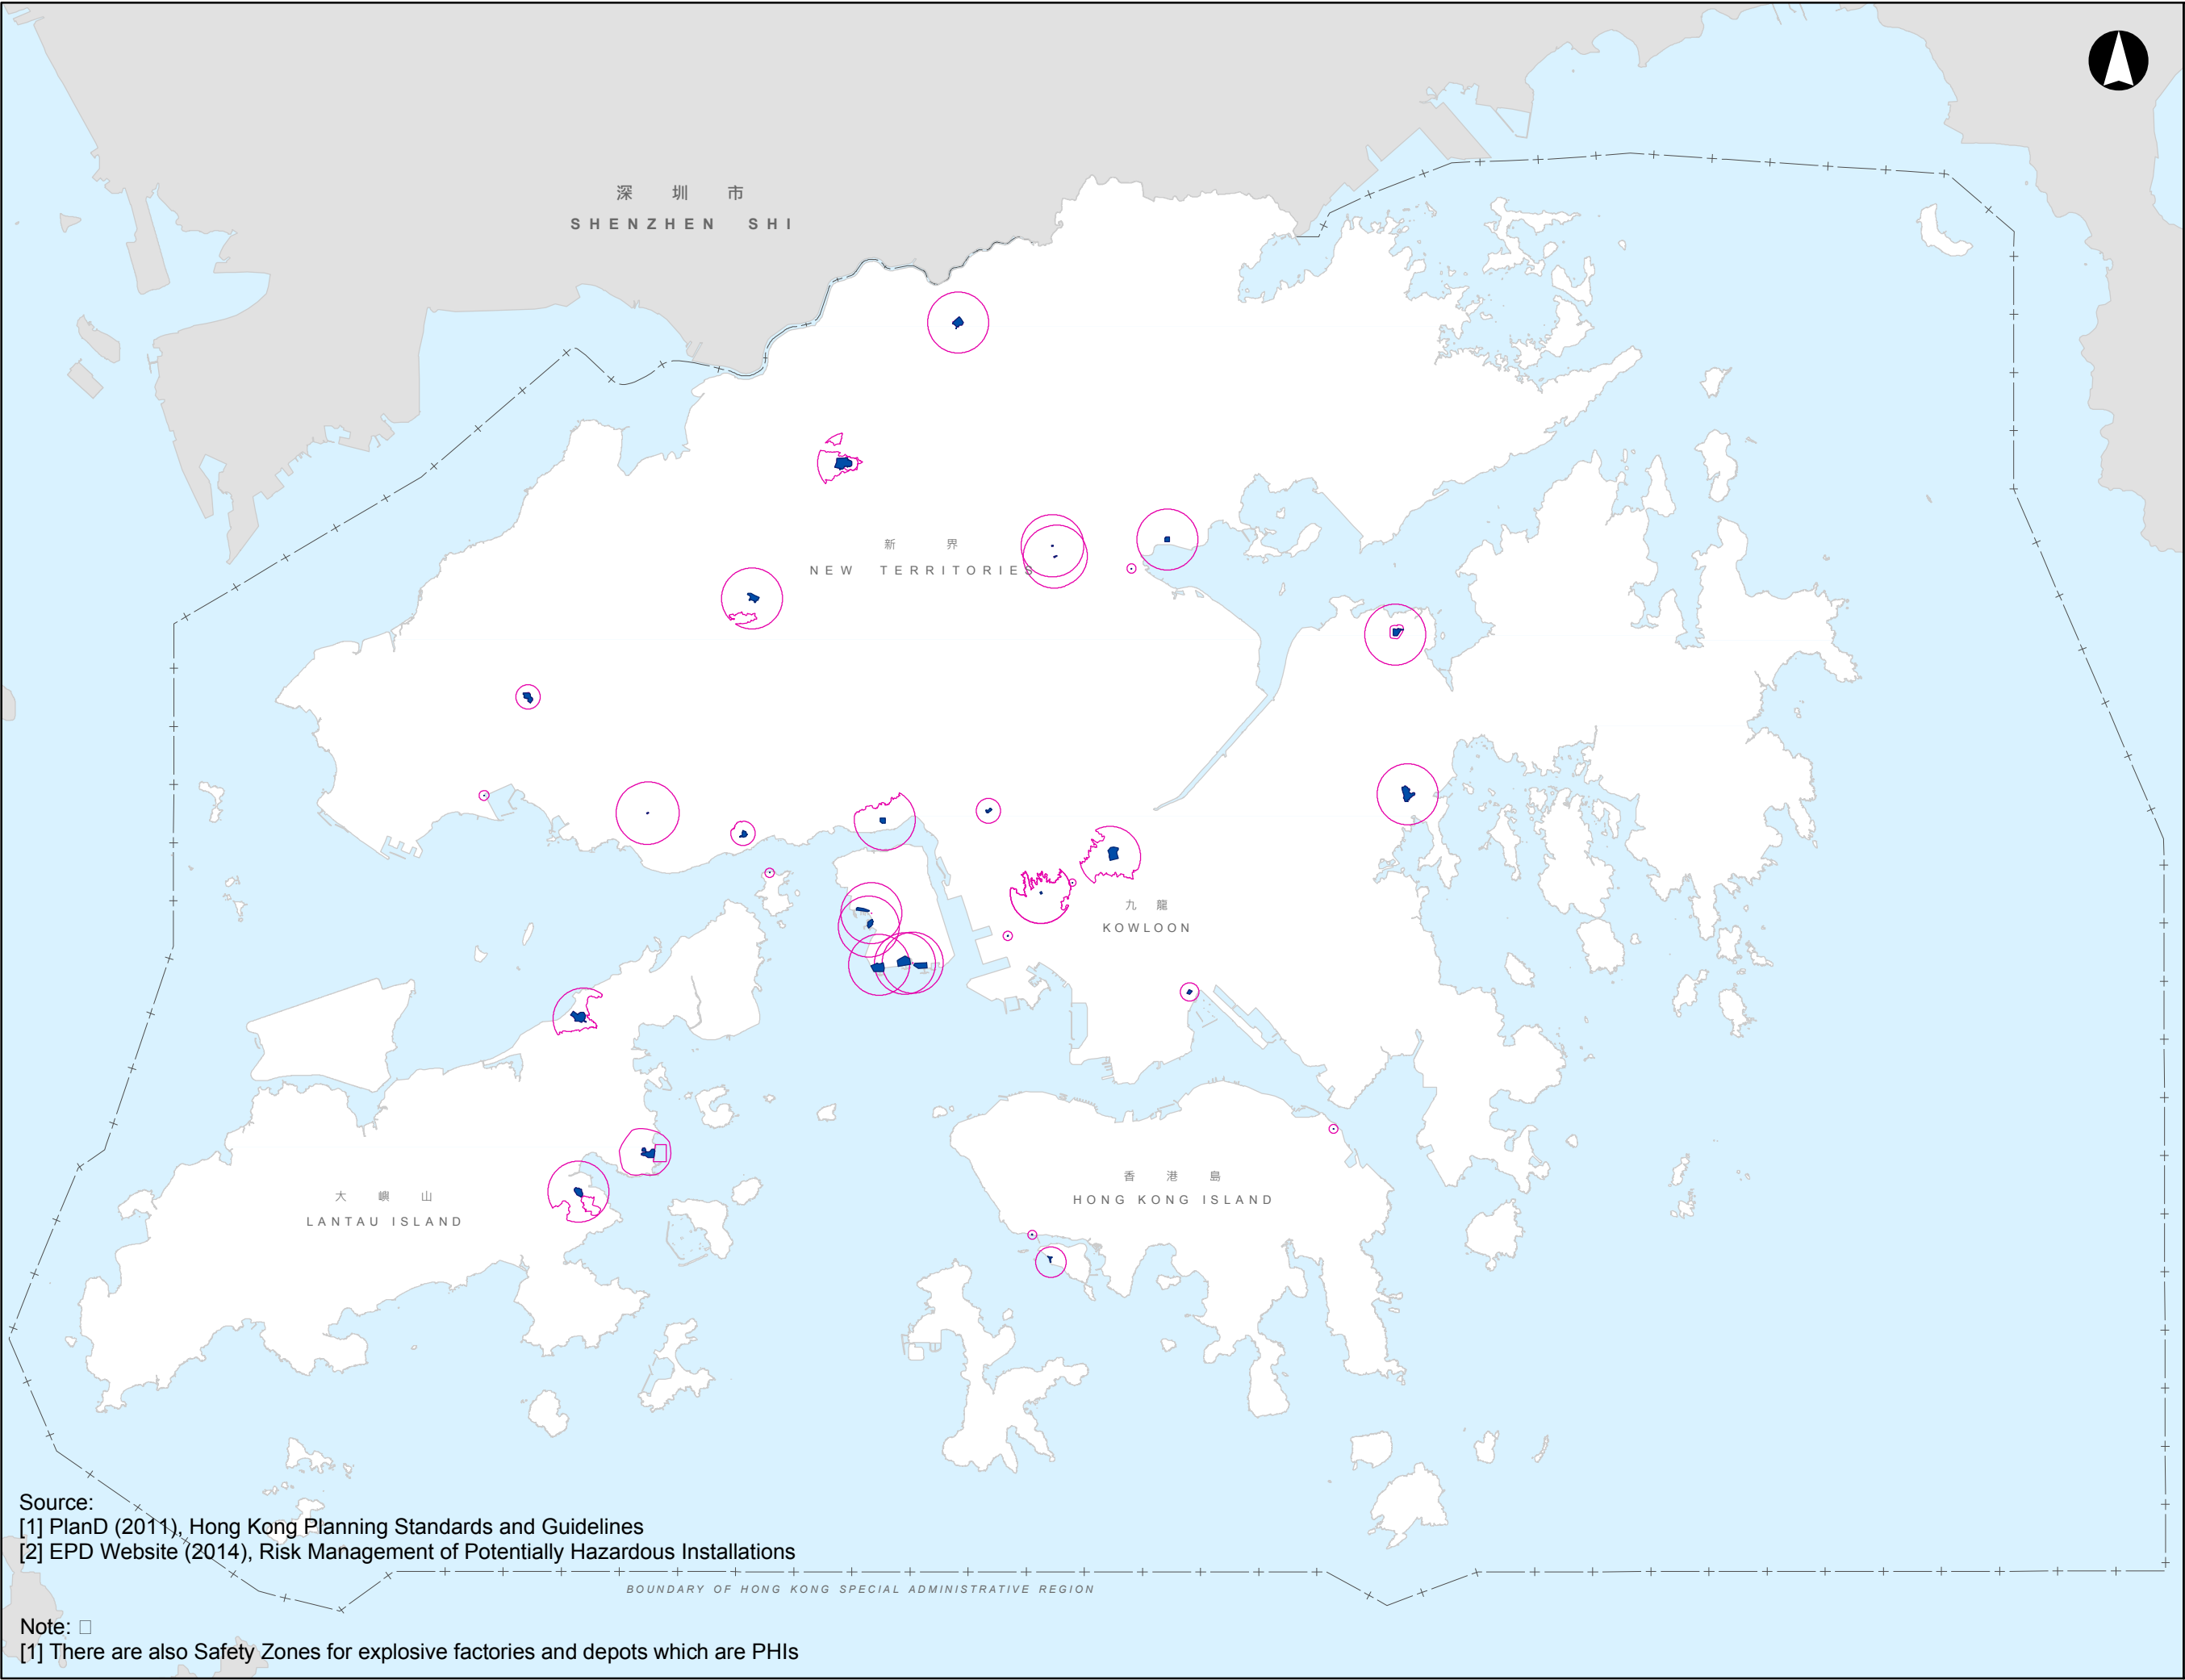 深 圳 市
SHENZHEN SHI
新 界
NEW TERRITORIES
九 龍
KOWLOON
香 港 島
HONG KONG ISLAND
大 嶼 山
LANTAU ISLAND
Source:
[1] PlanD (2011), Hong Kong Planning Standards and Guidelines
[2] EPD Website (2014), Risk Management of Potentially Hazardous Installations
BOUNDARY OF HONG KONG SPECIAL ADMINISTRATIVE REGION
Note: □
[1] There are also Safety Zones for explosive factories and depots which are PHIs